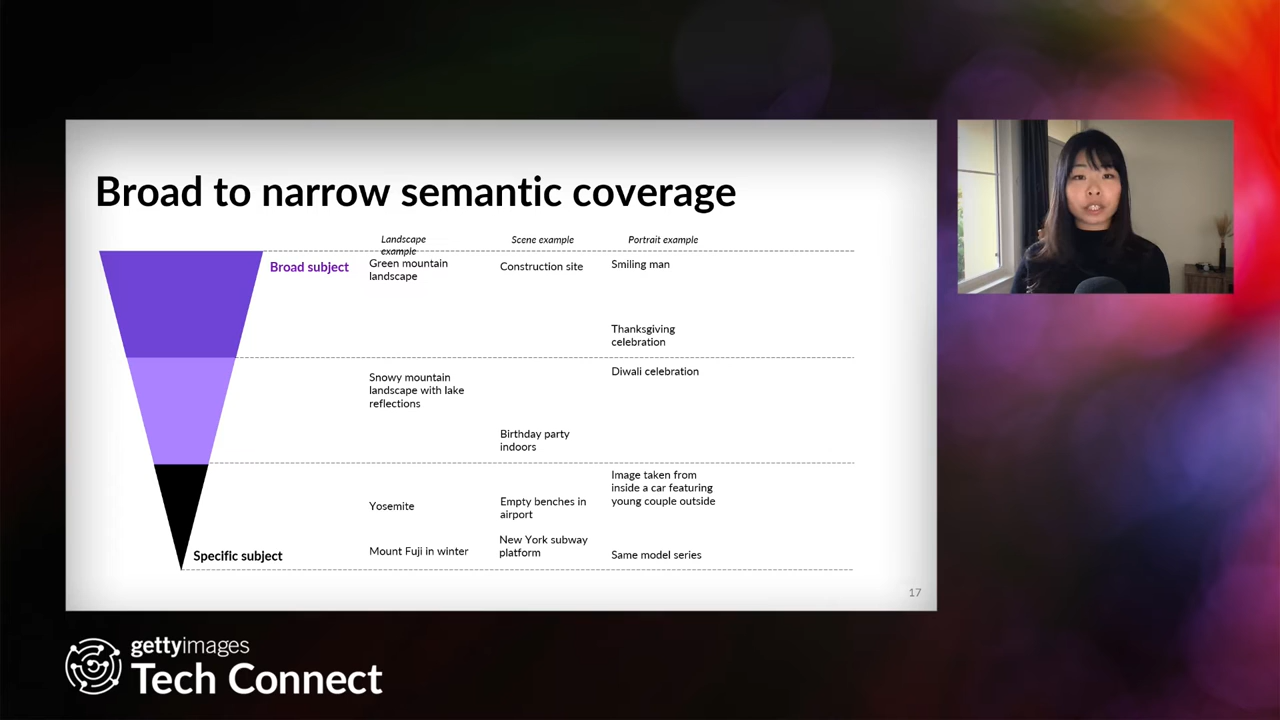 Broad to narrow semantic coverage
Landscape
example
Scene example
Portrait example
Broad subject
Green mountain
landscape
Construction site
Smiling man
Thanksgiving
celebration
Snowy mountain
landscape with lake
reflections
Diwali celebration
Birthday party
indoors
Yosemite
Empty benches in
airport
Image taken from
inside a car featuring
young couple outside
Specific subject
Mount Fuji in winter
New York subway
platform
Same model series
17
gettyimages
Tech Connect